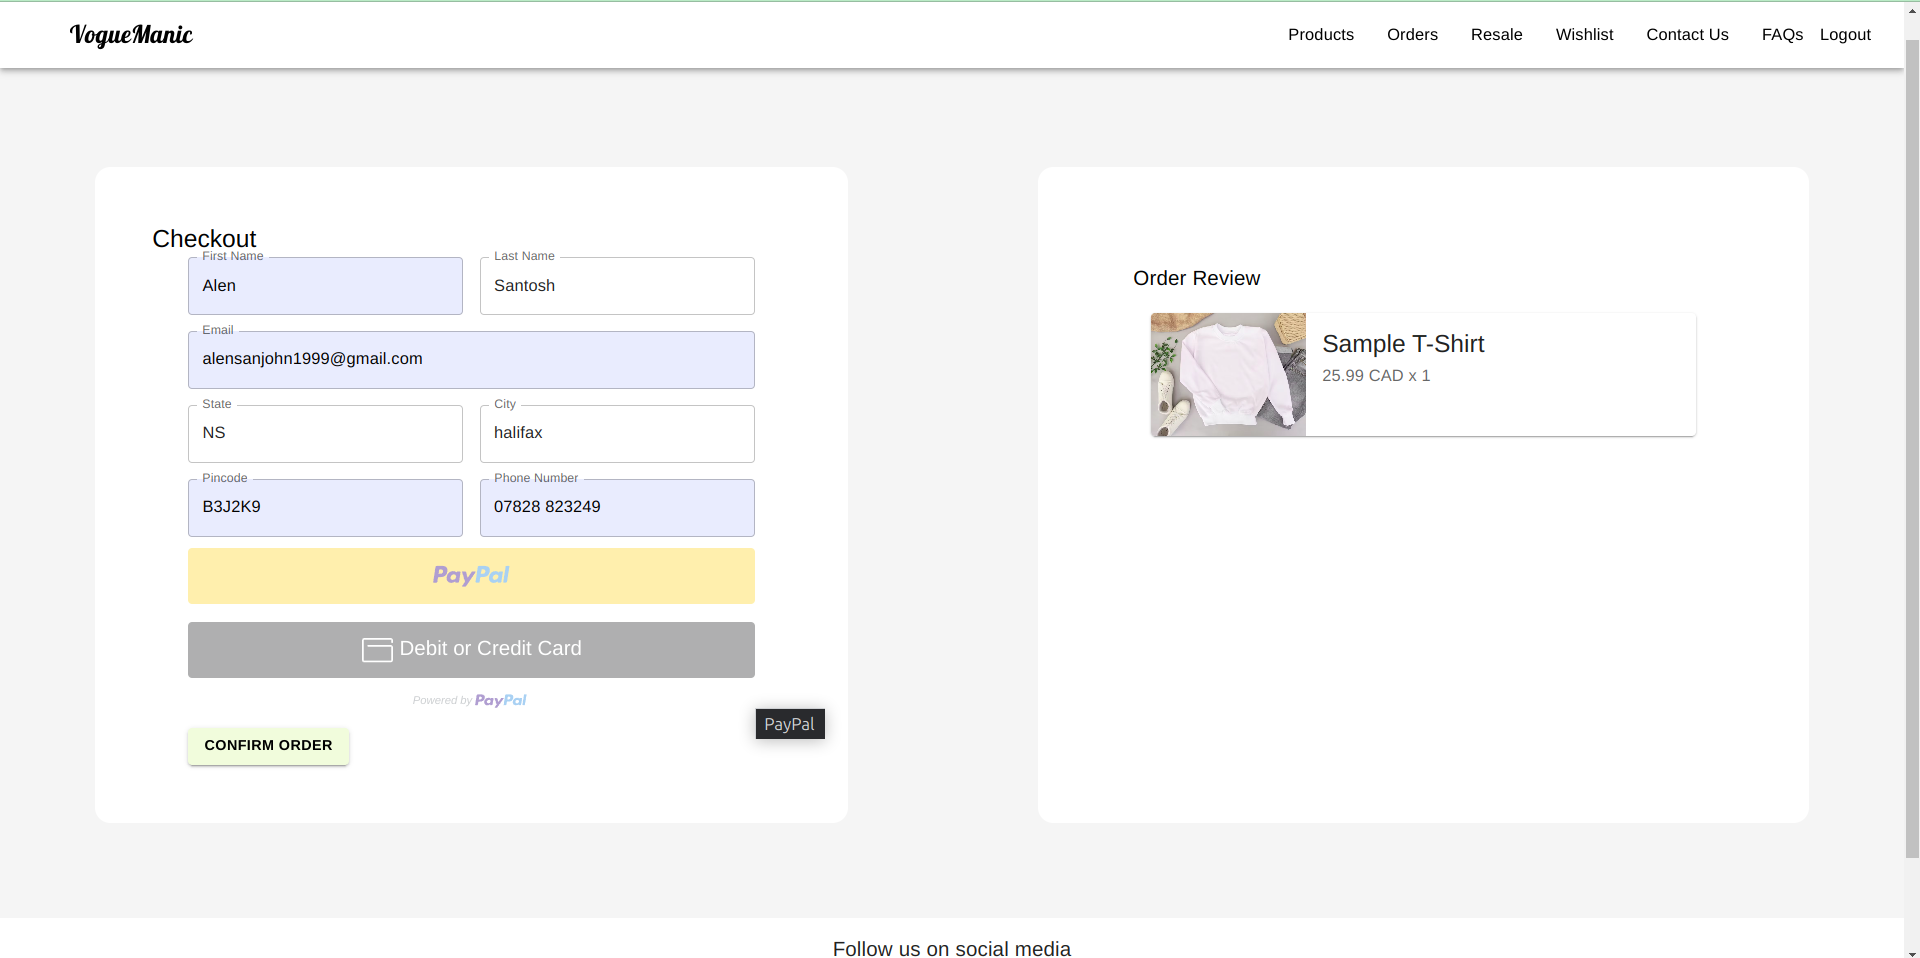 VogueManic
Products Orders Resale Wishlist Contact Us FAQs Logout
Checkout
First Name
Alen
Last Name
Santosh
Email
alensanjohn1999@gmail.com
State
NS
City
halifax
Pincode
B3J2K9
Phone Number
07828 823249
PayPal
Debit or Credit Card
Powered by PayPal
PayPal
CONFIRM ORDER
Order Review
Sample T-Shirt
25.99 CAD x 1
Follow us on social media